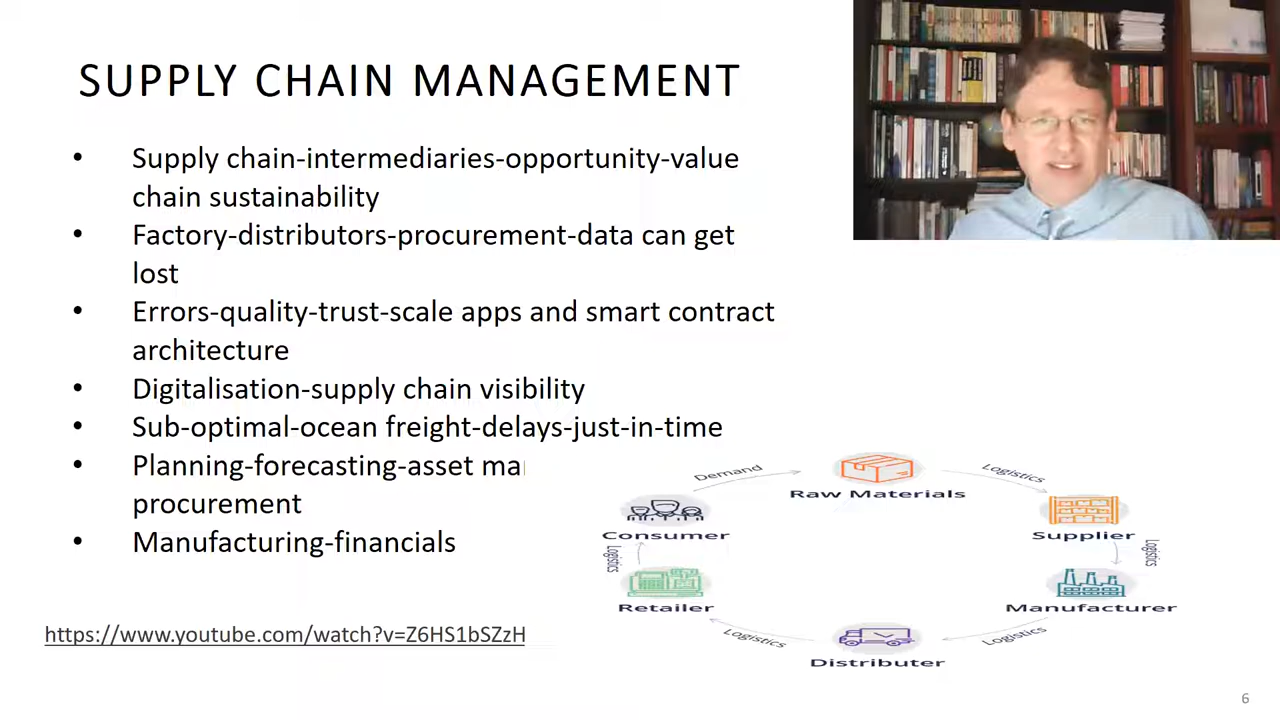 SUPPLY CHAIN MANAGEMENT
• Supply chain-intermediaries-opportunity-value
chain sustainability
• Factory-distributors-procurement-data can get
lost
• Errors-quality-trust-scale apps and smart contract
architecture
• Digitalisation-supply chain visibility
• Sub-optimal-ocean freight-delays-just-in-time
• Planning-forecasting-asset
procurement
• Manufacturing-financials
https://www.youtube.com/watch?v=Z6HS1bSZzH
Demand
Raw Materials
Logistics
Supplier
Logistics
Manufacturer
Logistics
Distributer
Logistics
Retailer
Logistics
Consumer
6